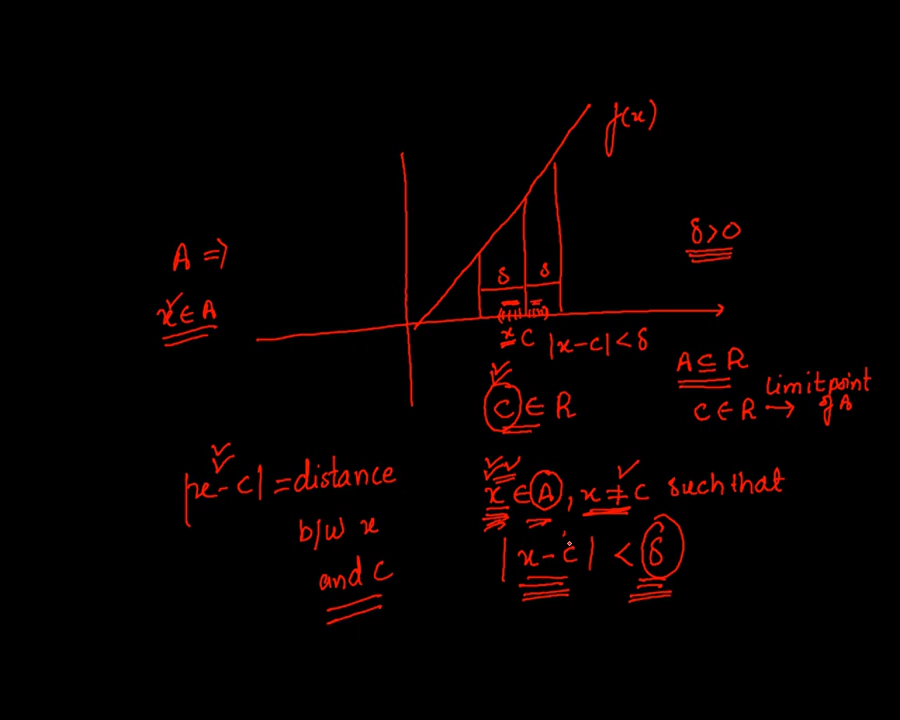 f(x)
δ>0
A ⇒
δ δ
x ∈ A
x C |x-c| < δ
A ⊆ R
Limit point
C ∈ R → of A
C ∈ R
|x-c| = distance
b/w x
and c
x ∈ A, x ≠ c such that
|x-c| < δ